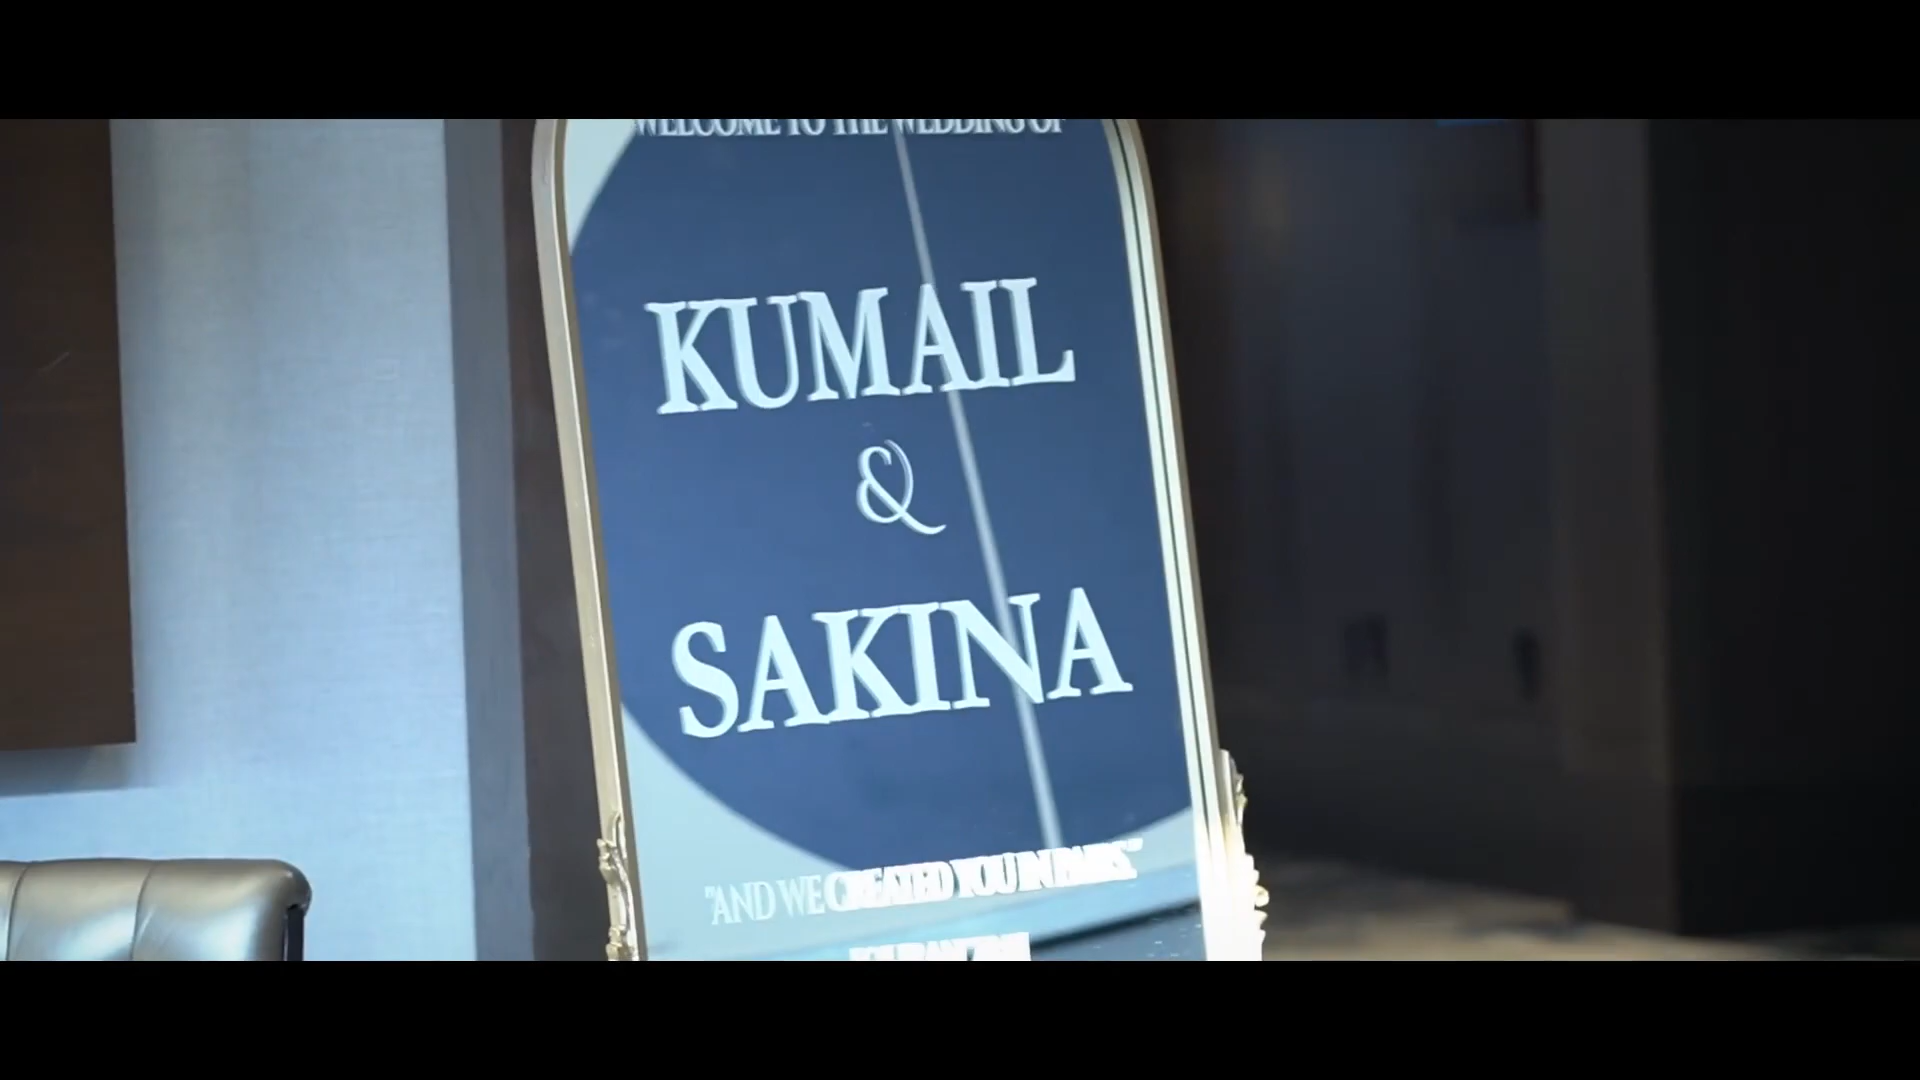 WELCOME TO THE WEDDING OF
KUMAIL
&
SAKINA
"AND WE CREATED YOU IN PAIRS."